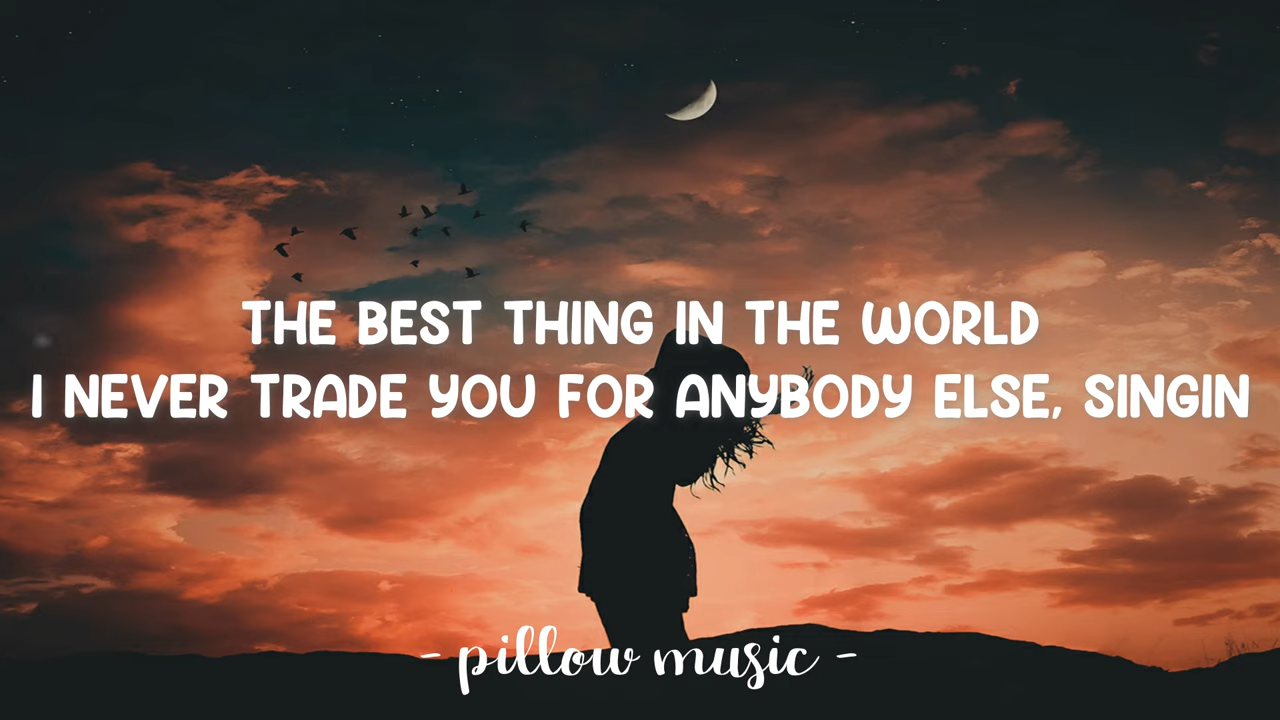 THE BEST THING IN THE WORLD
I NEVER TRADE YOU FOR ANYBODY ELSE, SINGIN
- pillow music -